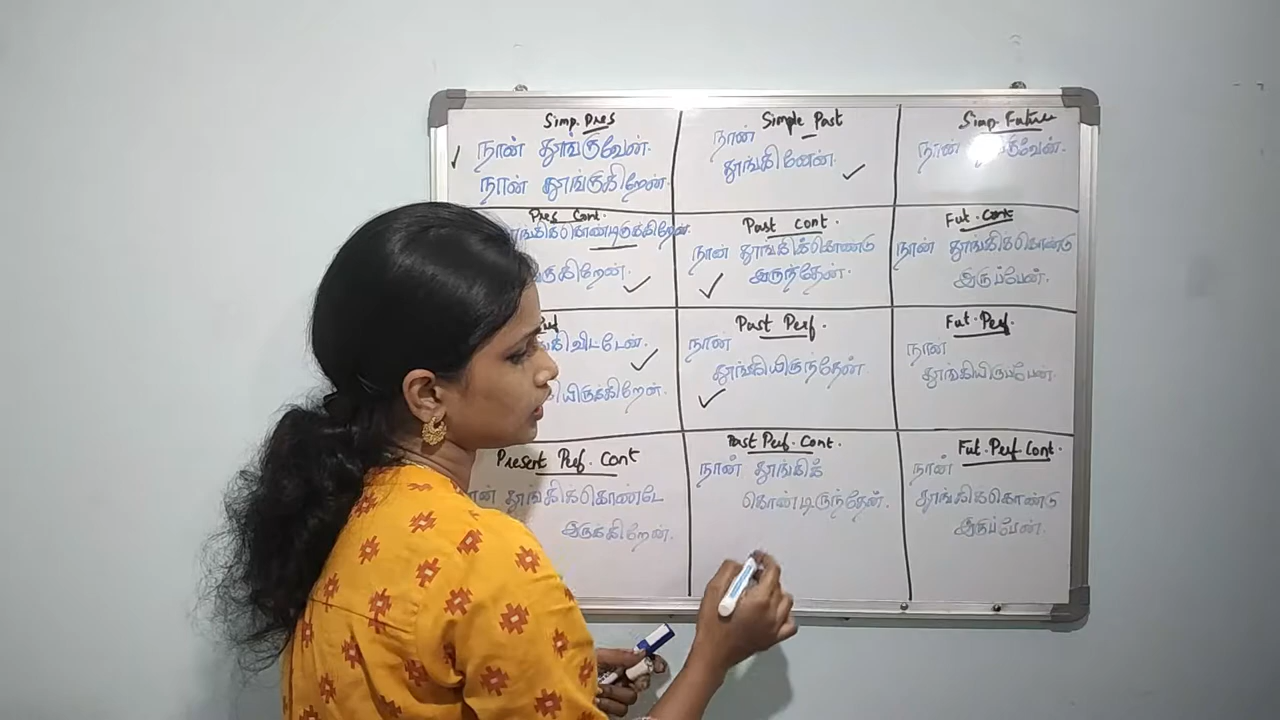 Simp. Pres
நான் தூங்குவேன்.
நான் தூங்குகிறேன்.
Simple Past
நான்
தூங்கினேன்.
Simp. Future
நான்
Pres Cont.
Past Cont.
நான் தூங்கிக்கொண்டு
இருந்தேன்.
Fut. Cont
நான் தூங்கிக்கொண்டு
இருப்பேன்.
Past Perf.
நான்
தூங்கியிருந்தேன்
Fut. Perf.
நான்
தூங்கியிருப்பேன்.
Present Perf. Cont
தூங்கிக்கொண்டே
இருக்கிறேன்.
Past Perf. Cont.
நான் தூங்கிக்
கொண்டிருந்தேன்.
Fut. Perf. Cont.
நான்
தூங்கிக்கொண்டு
இருப்பேன்.